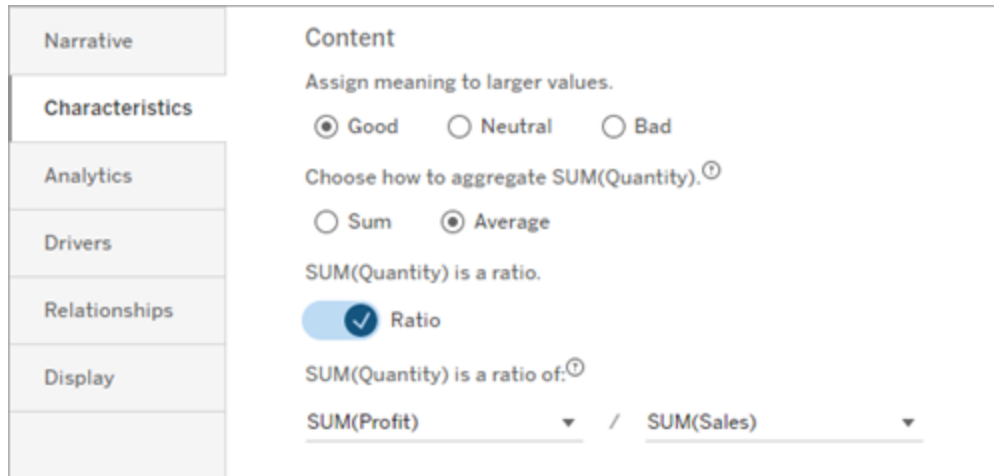 Narrative
Characteristics
Analytics
Drivers
Relationships
Display
Content
Assign meaning to larger values.
Good Neutral Bad
Choose how to aggregate SUM(Quantity).
Sum Average
SUM(Quantity) is a ratio.
Ratio
SUM(Quantity) is a ratio of:
SUM(Profit) / SUM(Sales)